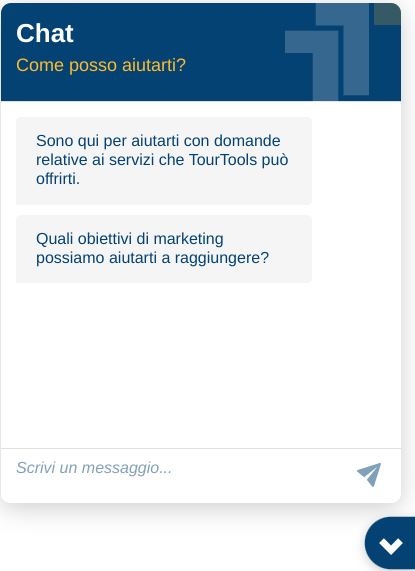 Chat
Come posso aiutarti?
Sono qui per aiutarti con domande
relative ai servizi che TourTools può
offrirti.
Quali obiettivi di marketing
possiamo aiutarti a raggiungere?
Scrivi un messaggio...